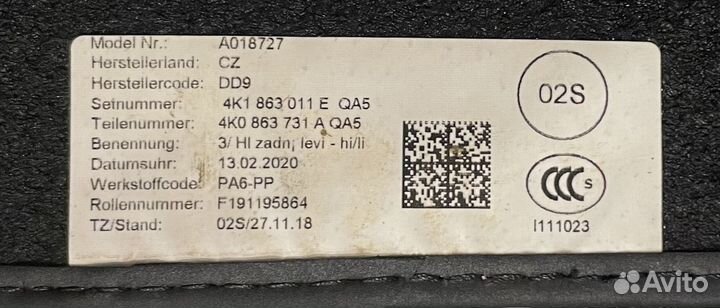 Model Nr.: A018727
Herstellerland: CZ
Herstellercode: DD9
Setnummer: 4K1 863 011 E QA5
Teilenummer: 4K0 863 731 A QA5
Benennung: 3/ Hl zadn; levi - hi/li
Datumsuhr: 13.02.2020
Werkstoffcode: PA6-PP
Rollennummer: F191195864
TZ/Stand: 02S/27.11.18
02S
CCC S
I111023
Avito